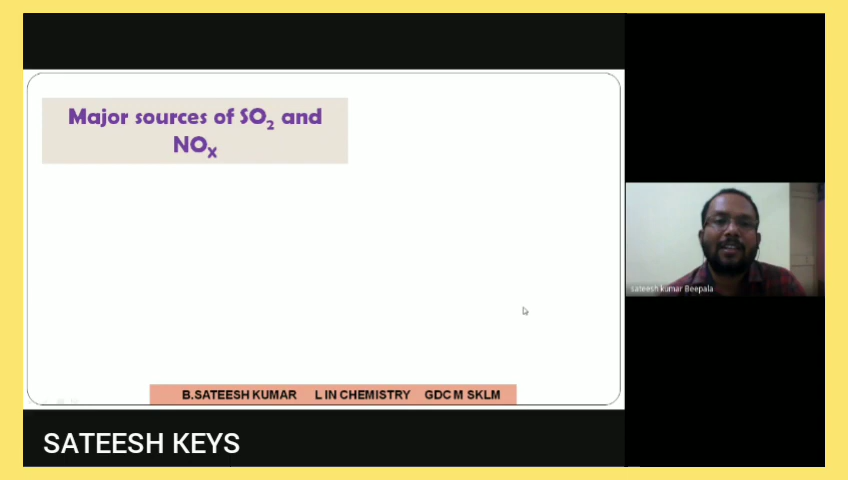 Major sources of SO₂ and
NOₓ
sateesh kumar Beepala
B.SATEESH KUMAR L IN CHEMISTRY GDC M SKLM
SATEESH KEYS